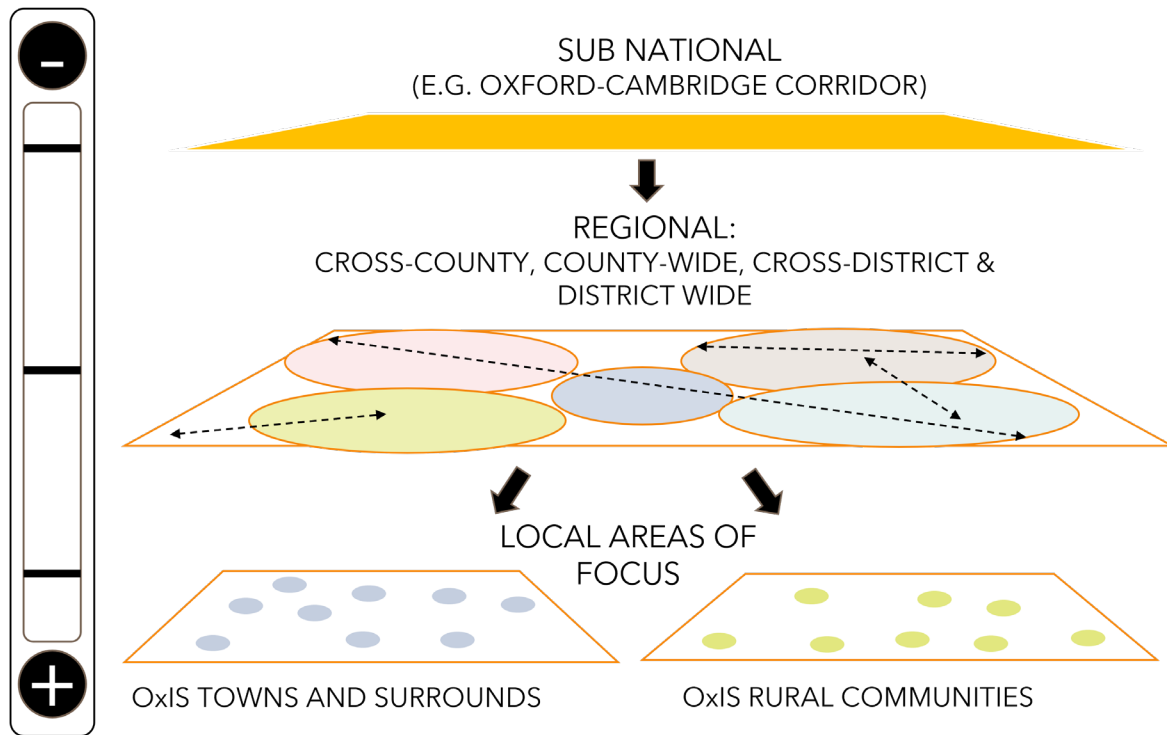 -
SUB NATIONAL
(E.G. OXFORD-CAMBRIDGE CORRIDOR)
REGIONAL:
CROSS-COUNTY, COUNTY-WIDE, CROSS-DISTRICT &
DISTRICT WIDE
LOCAL AREAS OF
FOCUS
OxIS TOWNS AND SURROUNDS
OxIS RURAL COMMUNITIES
+